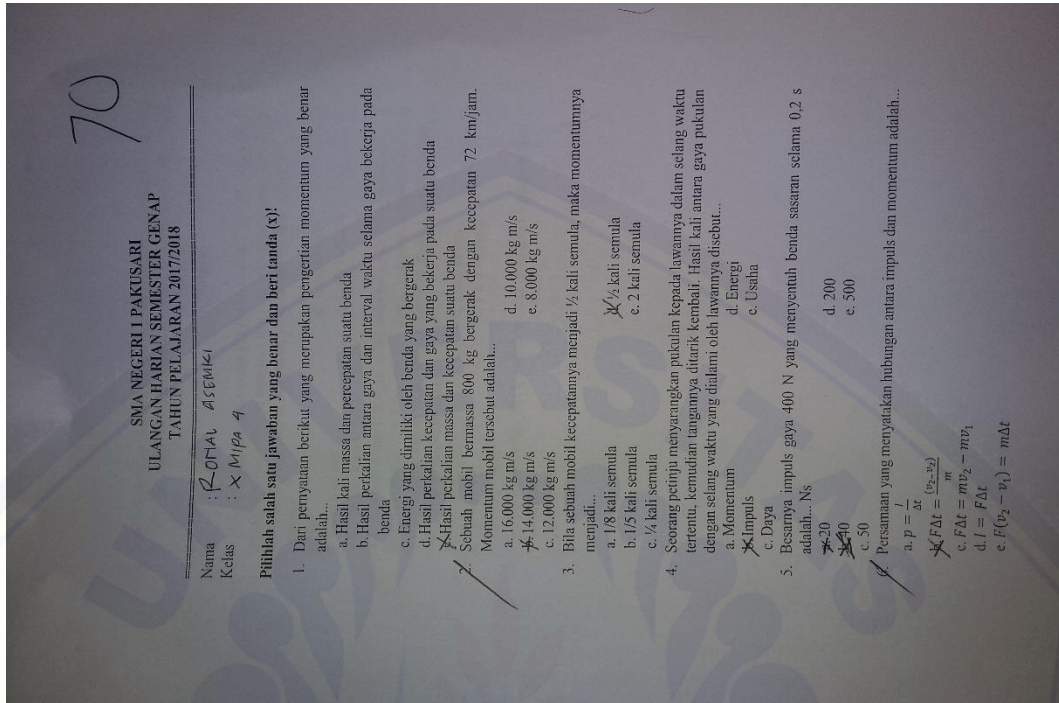 70
SMA NEGERI 1 PAKUSARI
ULANGAN HARIAN SEMESTER GENAP
TAHUN PELAJARAN 2017/2018
Nama : RONAL ASEMIKI
Kelas : X MIPA 4
Pilihlah salah satu jawaban yang benar dan beri tanda (x)!
1. Dari pernyataan berikut yang merupakan pengertian momentum yang benar
adalah...
a. Hasil kali massa dan percepatan suatu benda
b. Hasil perkalian antara gaya dan interval waktu selama gaya bekerja pada
benda
c. Energi yang dimiliki oleh benda yang bergerak
d. Hasil perkalian kecepatan dan gaya yang bekerja pada suatu benda
e. Hasil perkalian massa dan kecepatan suatu benda
2. Sebuah mobil bermassa 800 kg bergerak dengan kecepatan 72 km/jam.
Momentum mobil tersebut adalah...
a. 16.000 kg m/s d. 10.000 kg m/s
b. 14.000 kg m/s e. 8.000 kg m/s
c. 12.000 kg m/s
3. Bila sebuah mobil kecepatannya menjadi ½ kali semula, maka momentumnya
menjadi...
a. 1/8 kali semula d. ½ kali semula
b. 1/5 kali semula e. 2 kali semula
c. ¼ kali semula
4. Seorang petinju menyarangkan pukulan kepada lawannya dalam selang waktu
tertentu, kemudian tangannya ditarik kembali. Hasil kali antara gaya pukulan
dengan selang waktu yang dialami oleh lawannya disebut...
a. Momentum d. Energi
b. Impuls e. Usaha
c. Daya
5. Besarnya impuls gaya 400 N yang menyentuh benda sasaran selama 0,2 s
adalah... Ns
a. 20 d. 200
b. 40 e. 500
c. 50
6. Persamaan yang menyatakan hubungan antara impuls dan momentum adalah...
a. p = I/Δt
b. FΔt = (v₂−v₂)/m
c. FΔt = mv₂ − mv₁
d. I = FΔt
e. F(v₂ − v₁) = mΔt
UNIVERSITAS